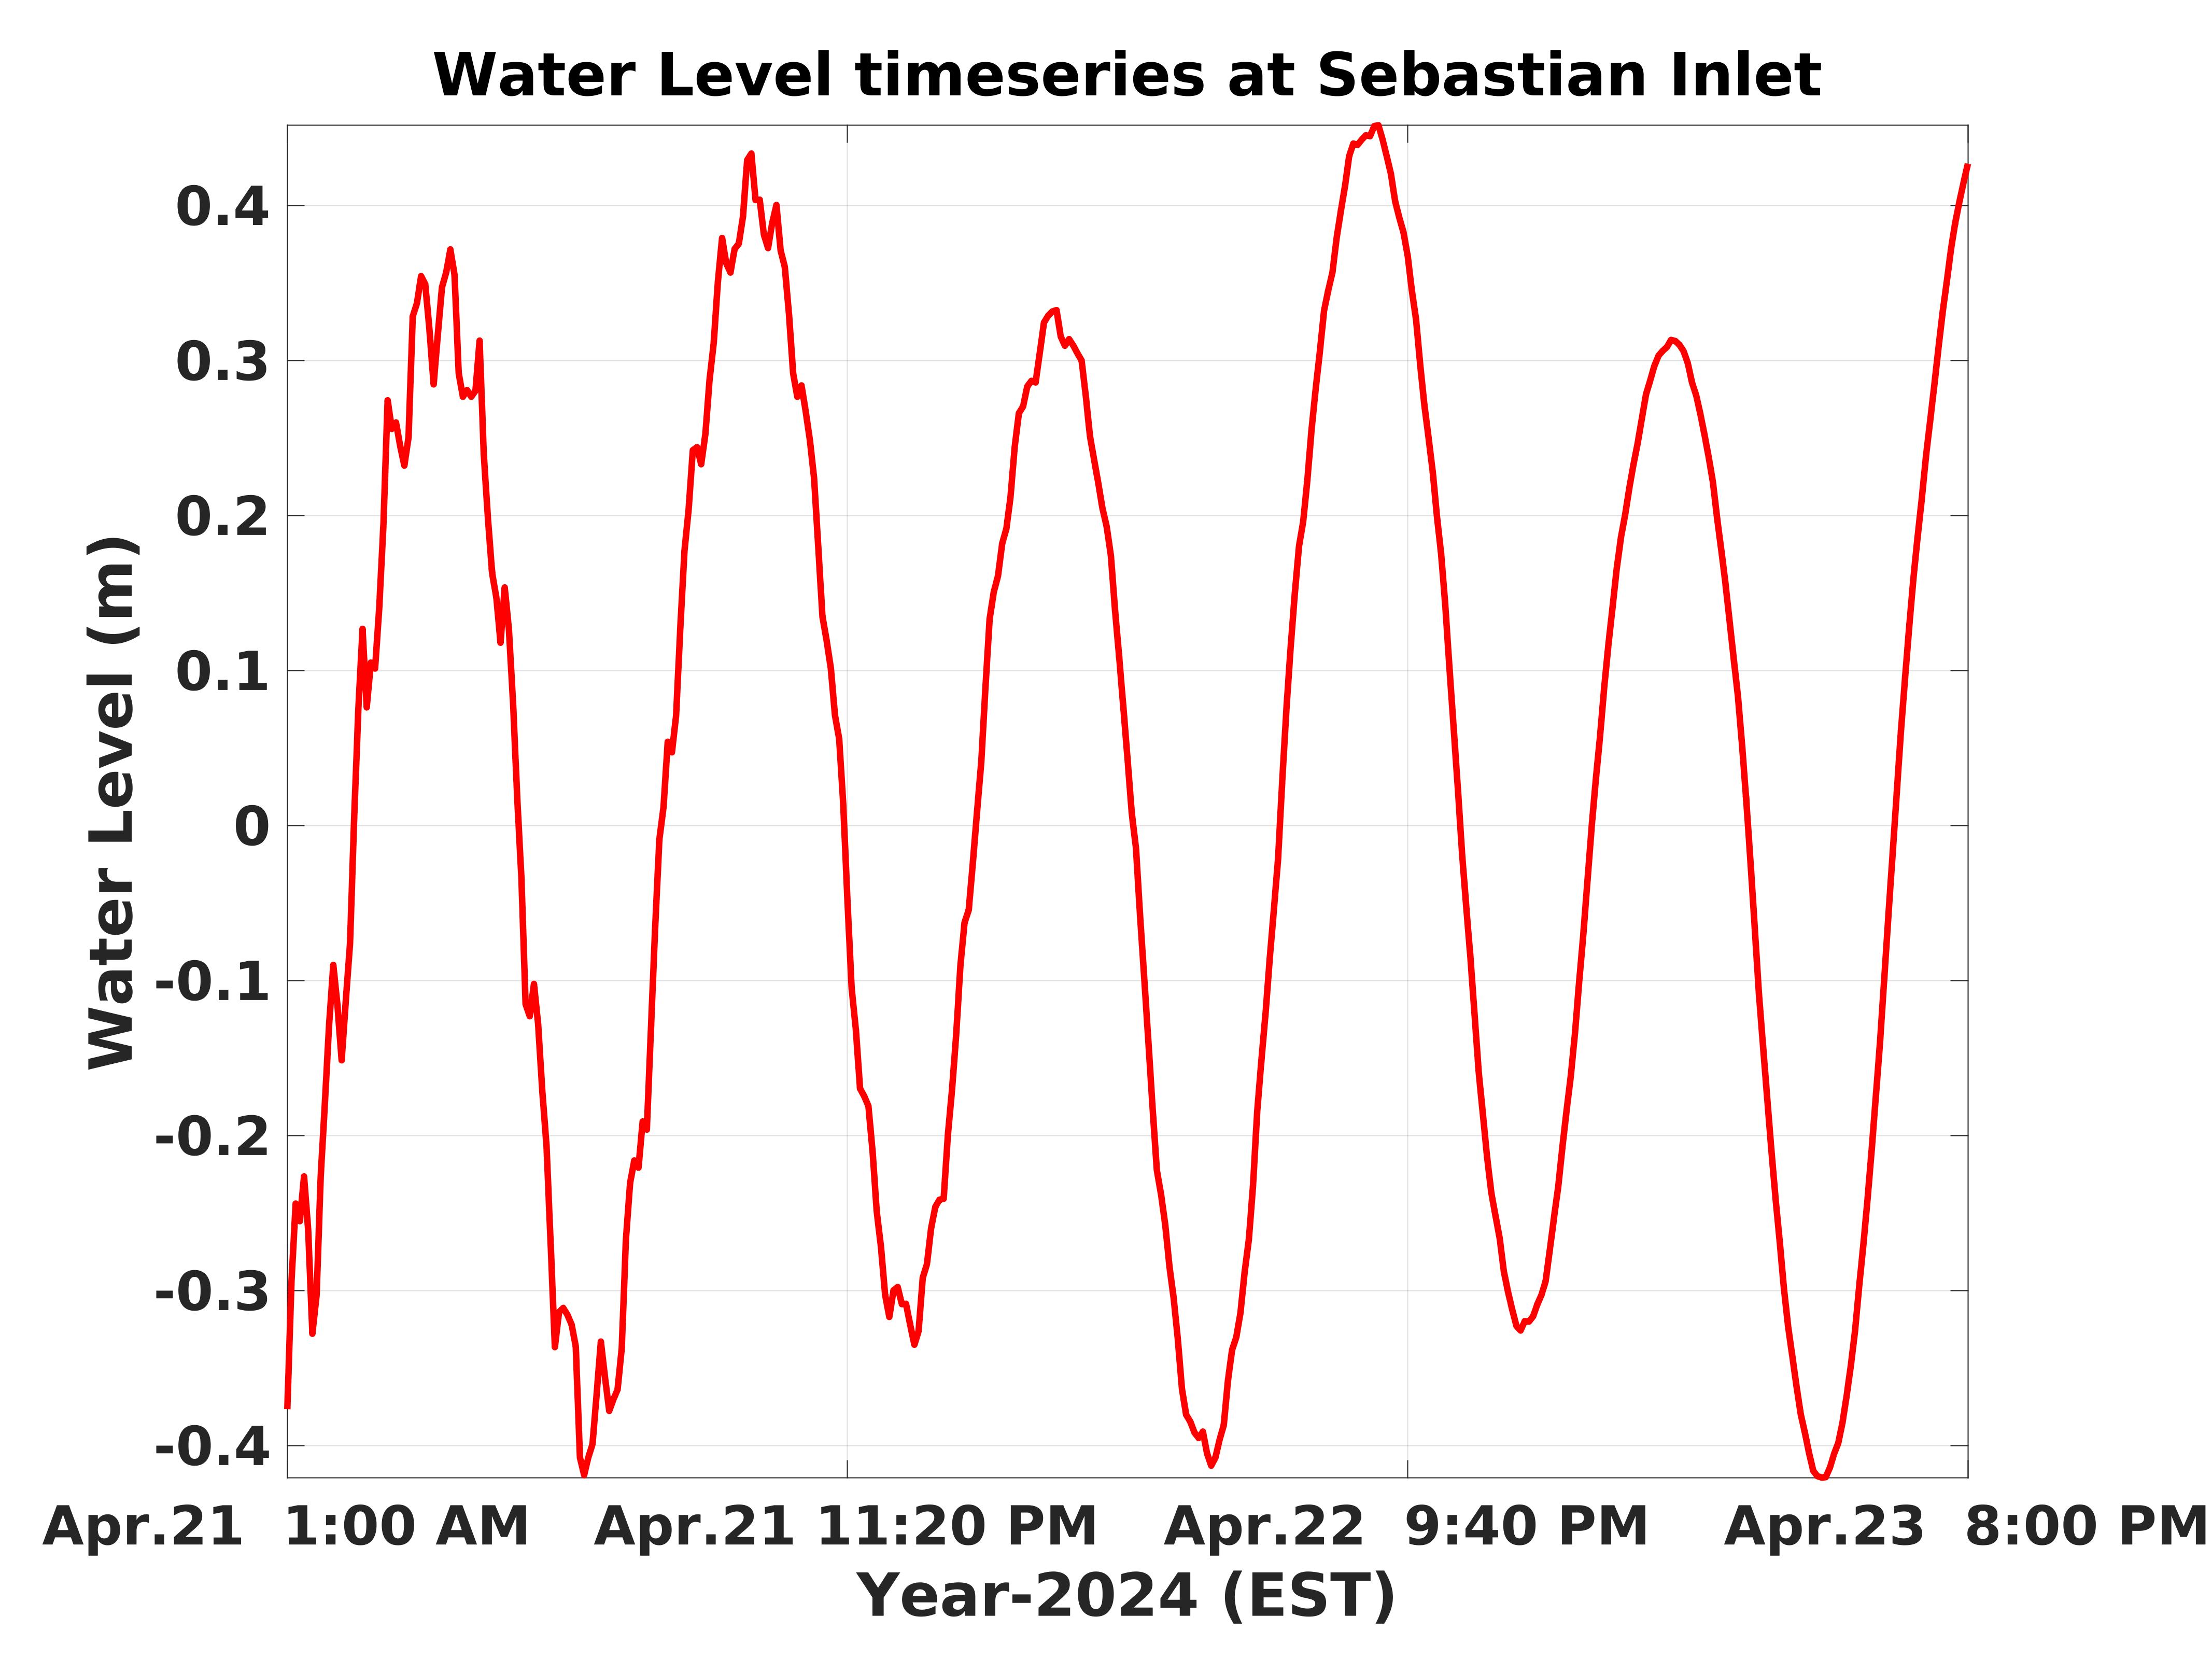 Water Level timeseries at Sebastian Inlet
Water Level (m)
0.4
0.3
0.2
0.1
0
-0.1
-0.2
-0.3
-0.4
Apr.21 1:00 AM
Apr.21 11:20 PM
Apr.22 9:40 PM
Apr.23 8:00 PM
Year-2024 (EST)